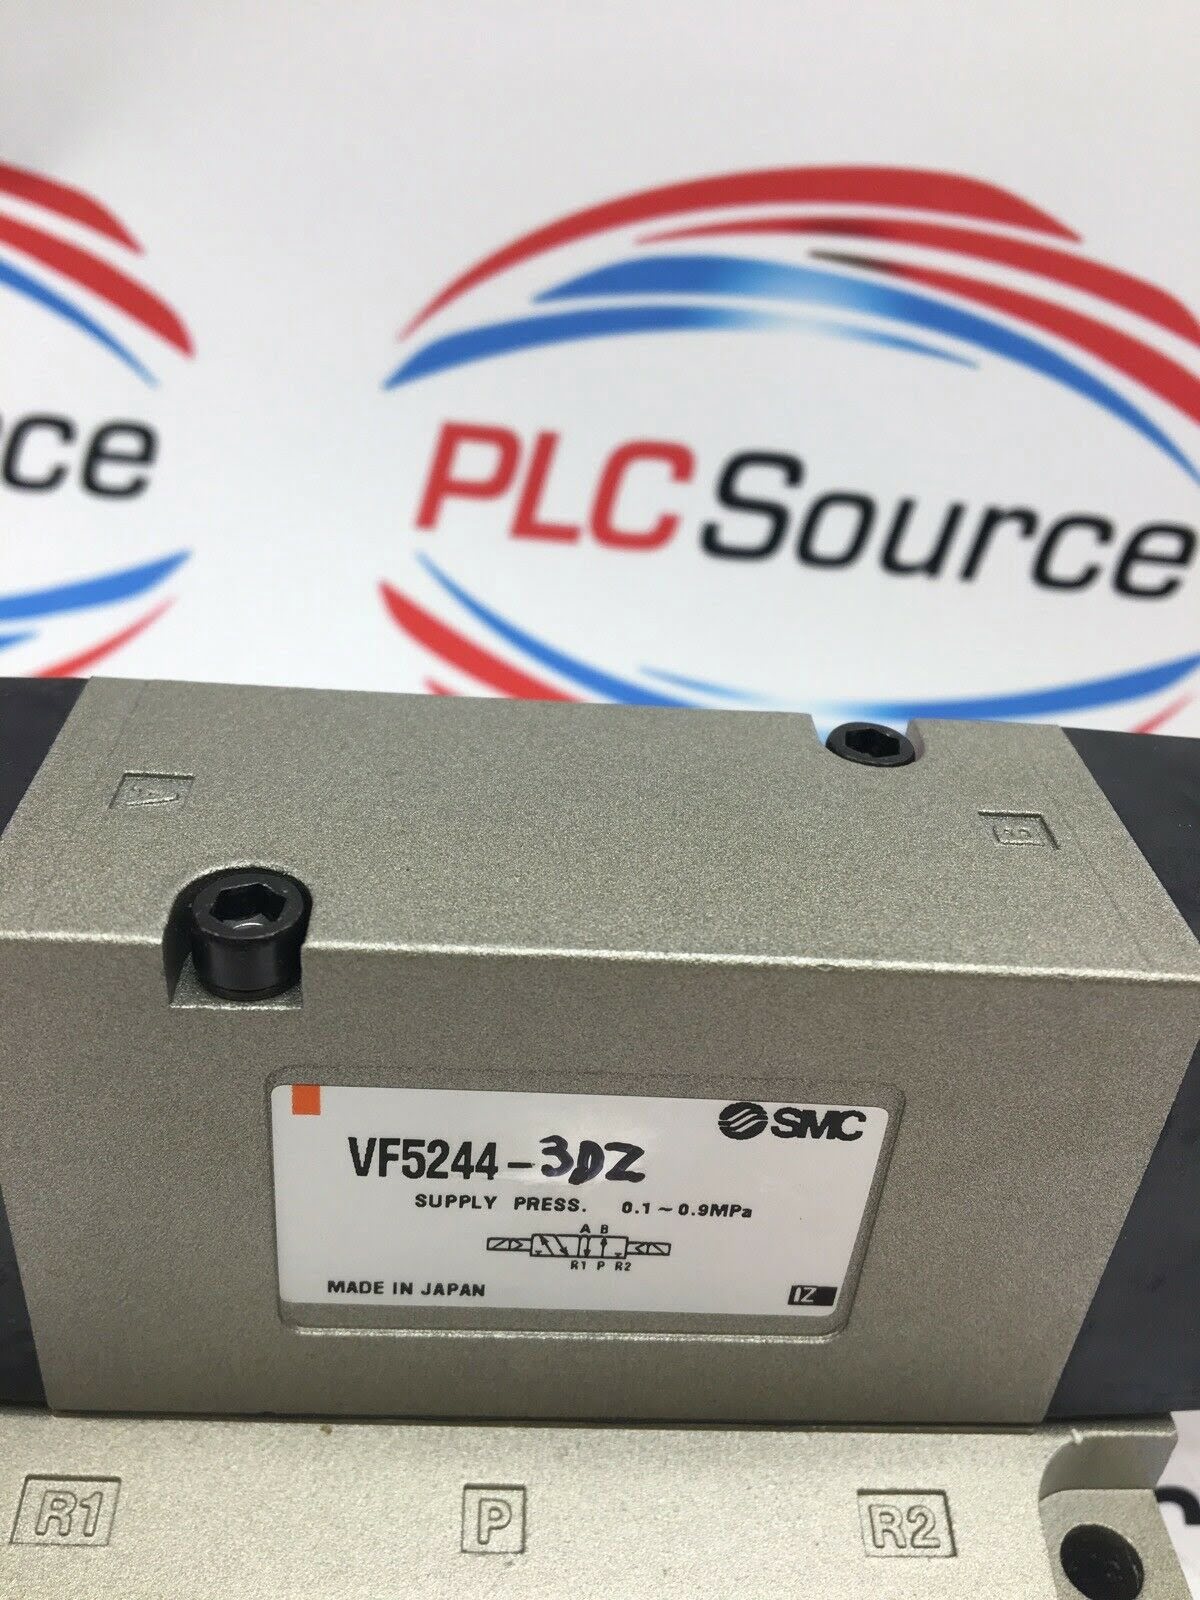 ce
PLC Source
A
B
SMC
VF5244-3DZ
SUPPLY PRESS. 0.1~0.9MPa
A B
R1 P R2
MADE IN JAPAN
IZ
R1 P R2
C